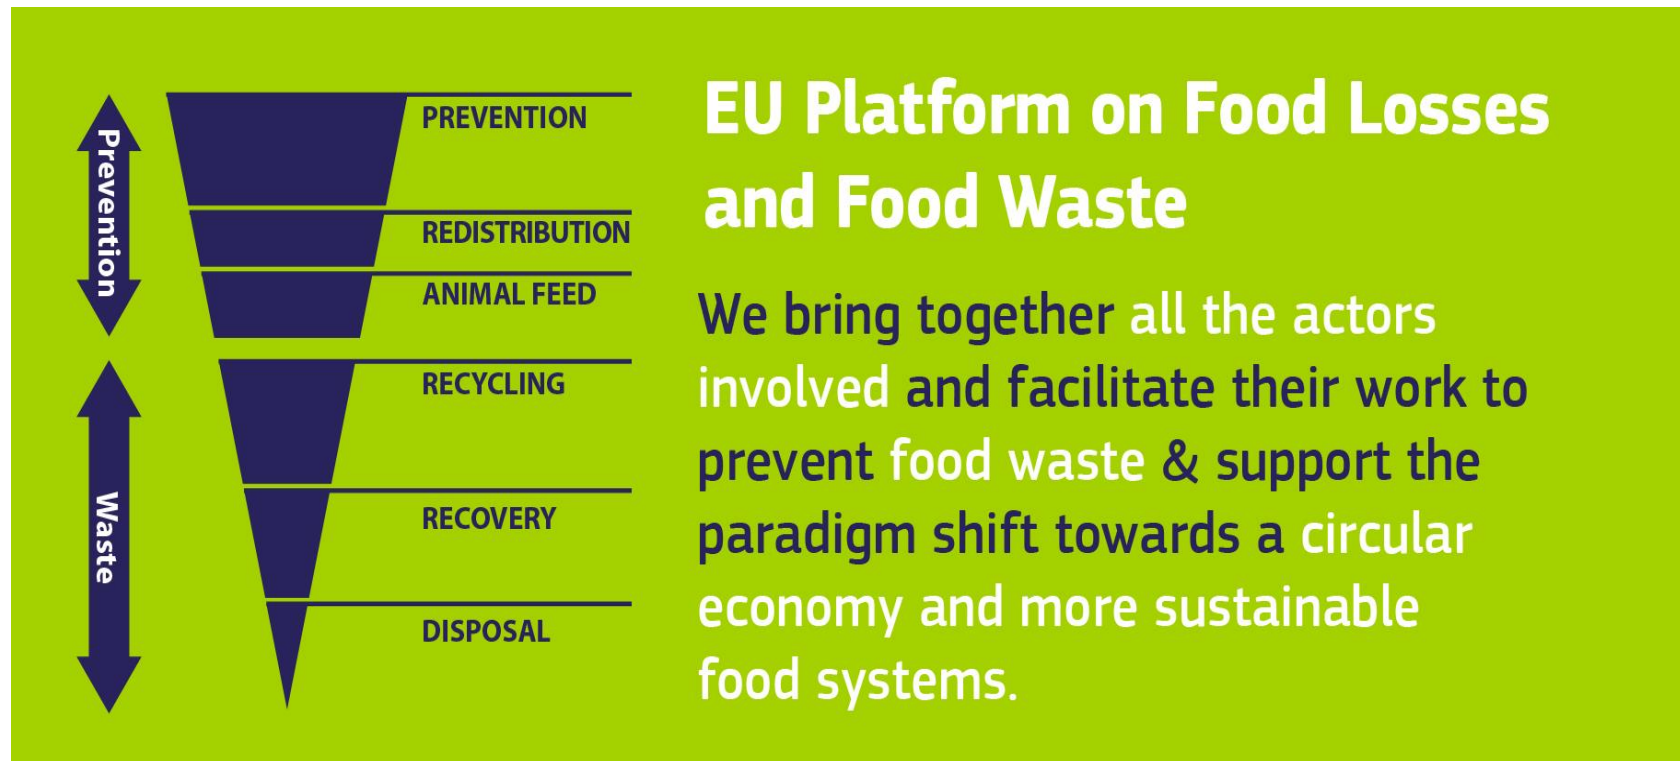 Prevention
Waste
PREVENTION
REDISTRIBUTION
ANIMAL FEED
RECYCLING
RECOVERY
DISPOSAL
EU Platform on Food Losses
and Food Waste
We bring together all the actors
involved and facilitate their work to
prevent food waste & support the
paradigm shift towards a circular
economy and more sustainable
food systems.